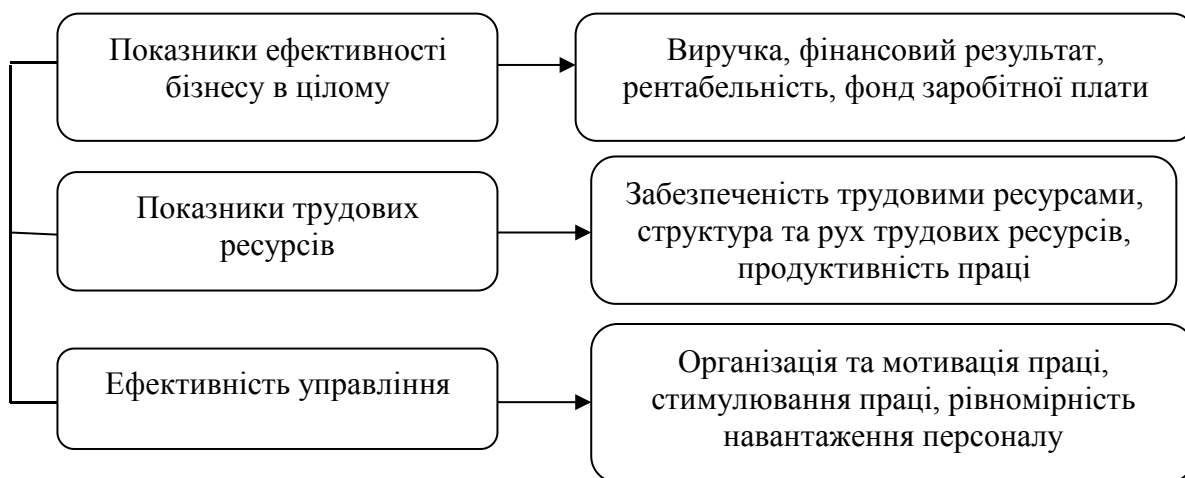 Показники ефективності
бізнесу в цілому
Виручка, фінансовий результат,
рентабельність, фонд заробітної плати
Показники трудових
ресурсів
Забезпеченість трудовими ресурсами,
структура та рух трудових ресурсів,
продуктивність праці
Ефективність управління
Організація та мотивація праці,
стимулювання праці, рівномірність
навантаження персоналу